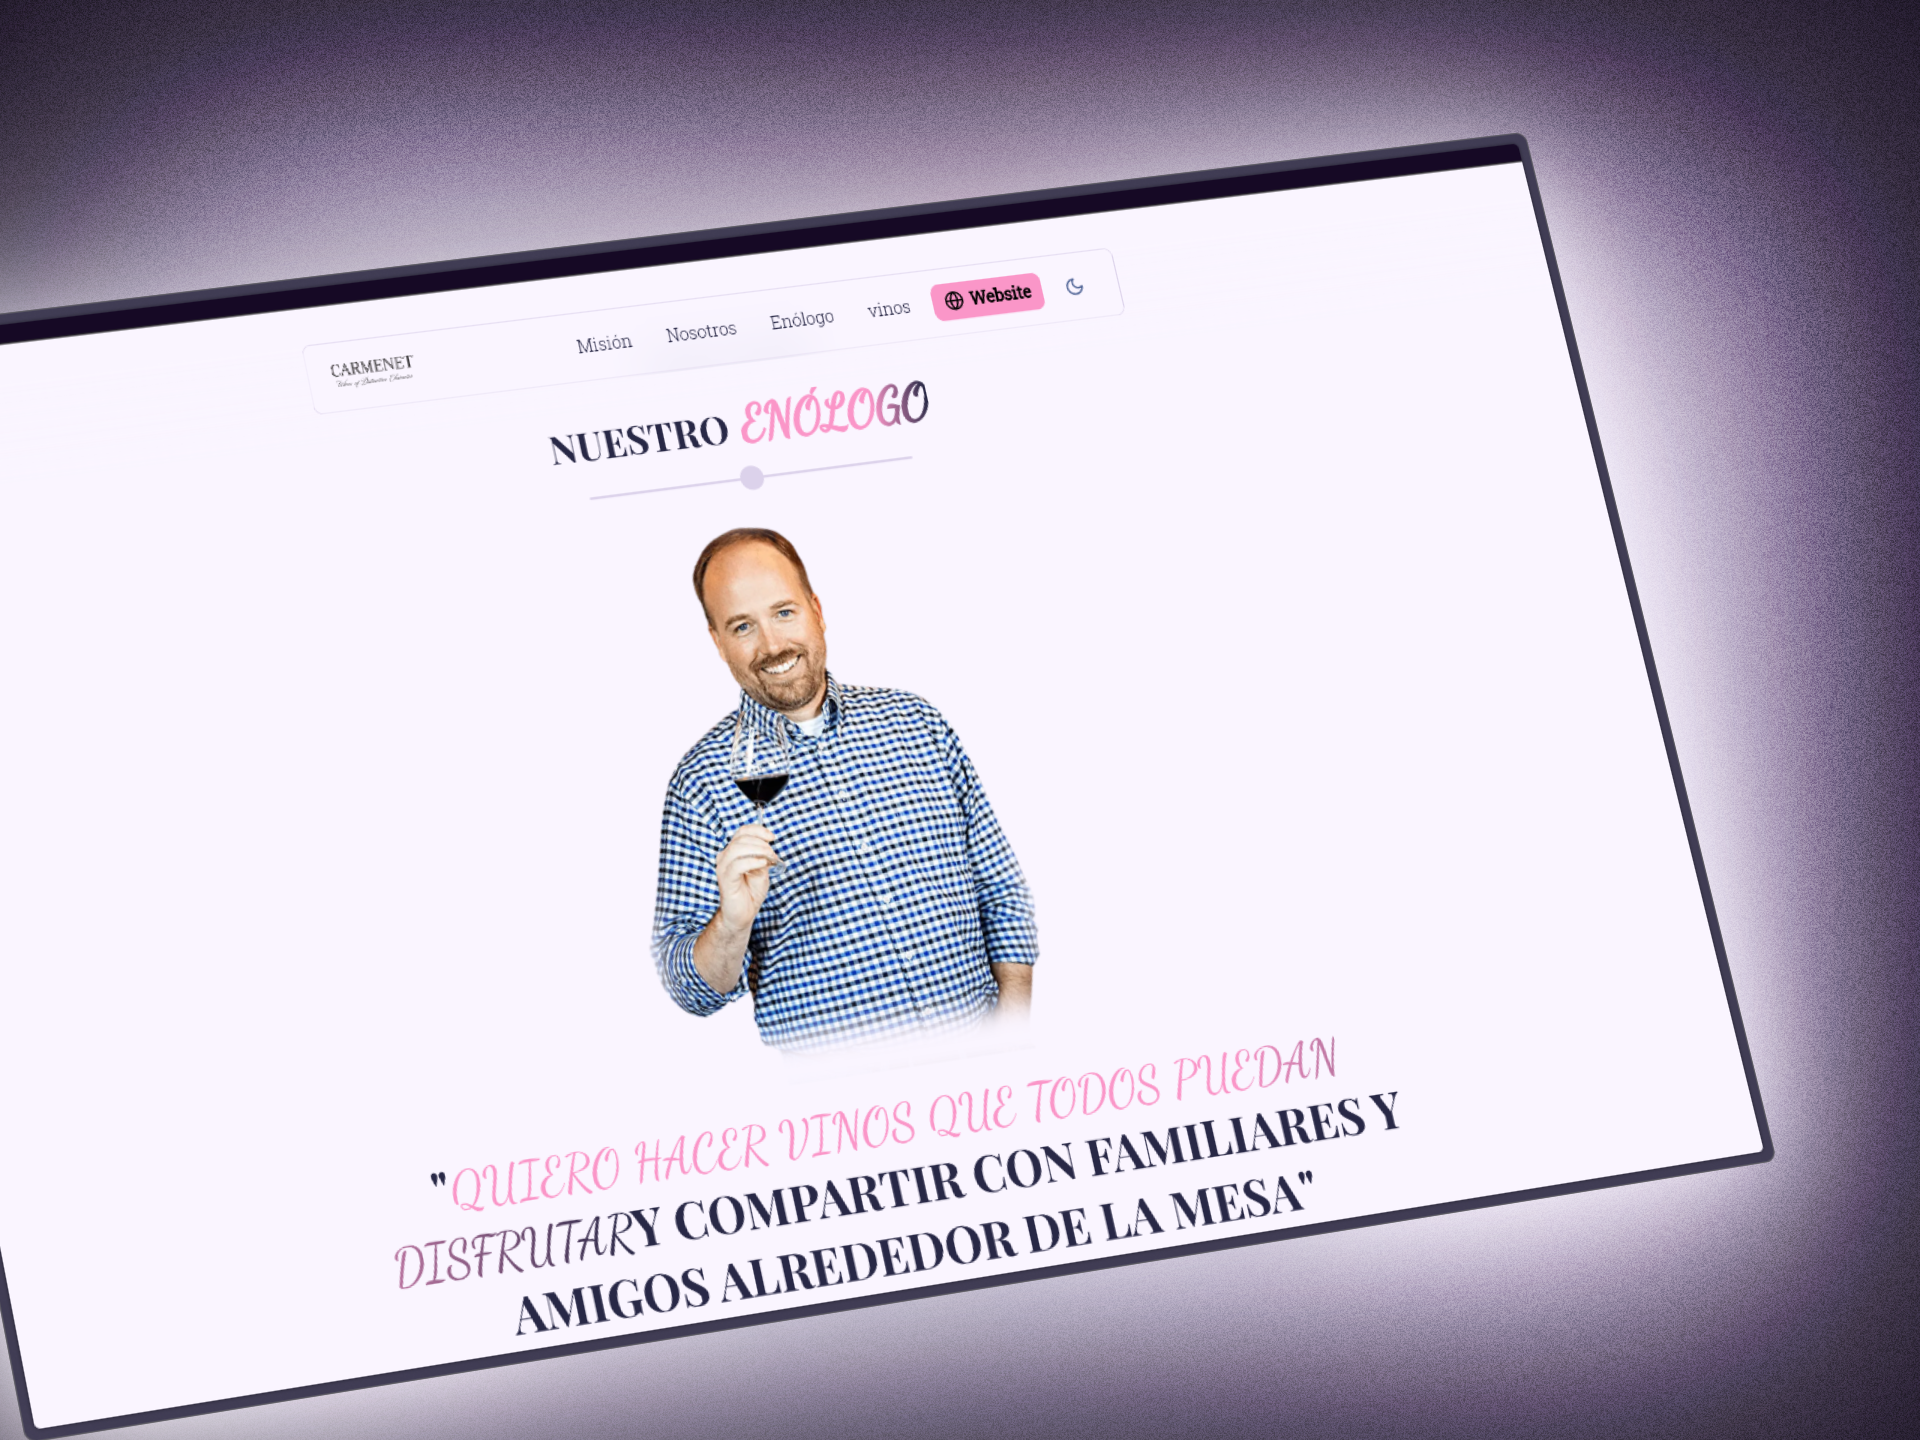 CARMENET
Misión Nosotros Enólogo vinos Website
NUESTRO ENÓLOGO
"QUIERO HACER VINOS QUE TODOS PUEDAN
DISFRUTARY COMPARTIR CON FAMILIARES Y
AMIGOS ALREDEDOR DE LA MESA"